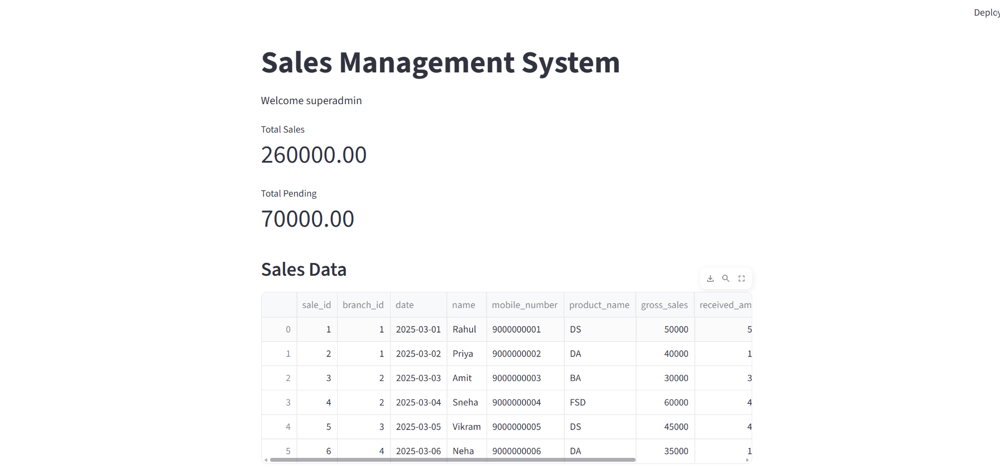 Deploy
Sales Management System
Welcome superadmin
Total Sales
260000.00
Total Pending
70000.00
Sales Data
sale_id branch_id date name mobile_number product_name gross_sales received_am
0 1 1 2025-03-01 Rahul 9000000001 DS 50000 5
1 2 1 2025-03-02 Priya 9000000002 DA 40000 1
2 3 2 2025-03-03 Amit 9000000003 BA 30000 3
3 4 2 2025-03-04 Sneha 9000000004 FSD 60000 4
4 5 3 2025-03-05 Vikram 9000000005 DS 45000 4
5 6 4 2025-03-06 Neha 9000000006 DA 35000 1